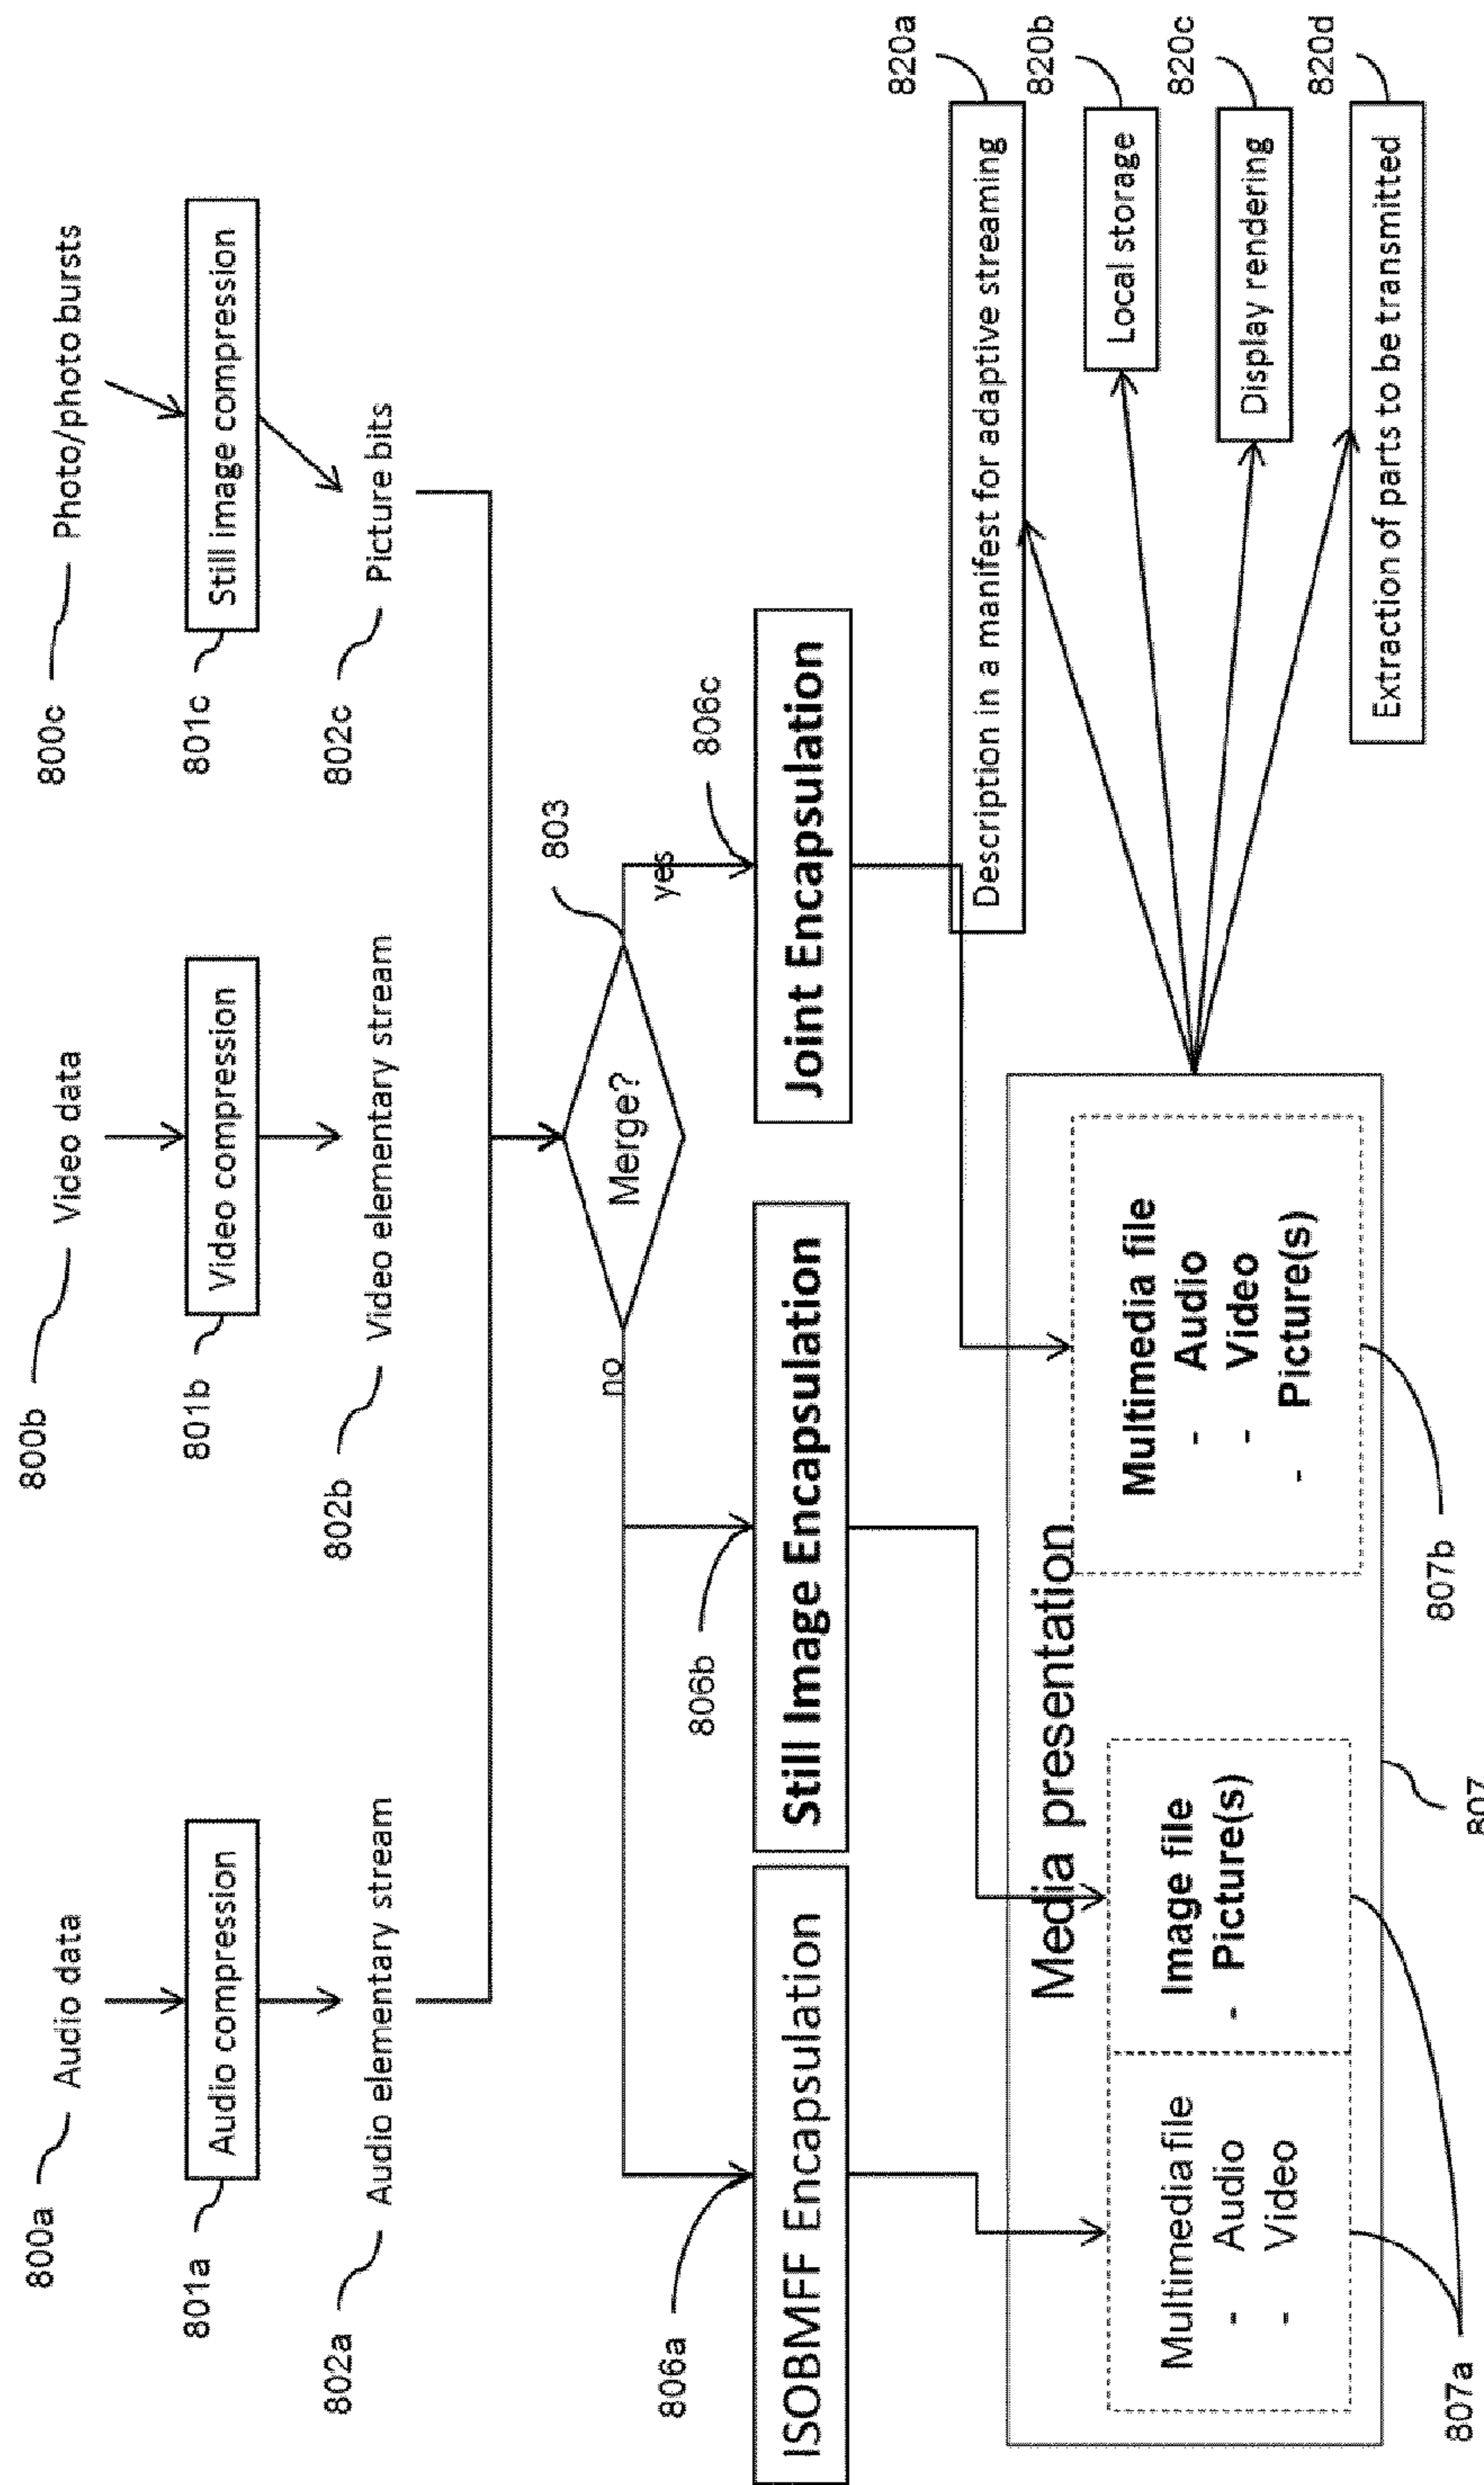 800a
Audio data
800b
Video data
800c
Photo/photo bursts
801a
Audio compression
801b
Video compression
801c
Still image compression
802a
Audio elementary stream
802b
Video elementary stream
802c
Picture bits
803
Merge?
no
yes
806a
806b
806c
ISOBMFF Encapsulation
Still Image Encapsulation
Joint Encapsulation
Media presentation
Multimedia file
- Audio
- Video
Image file
- Picture(s)
Multimedia file
- Audio
- Video
- Picture(s)
807a
807
807b
820a
Description in a manifest for adaptive streaming
820b
Local storage
820c
Display rendering
820d
Extraction of parts to be transmitted